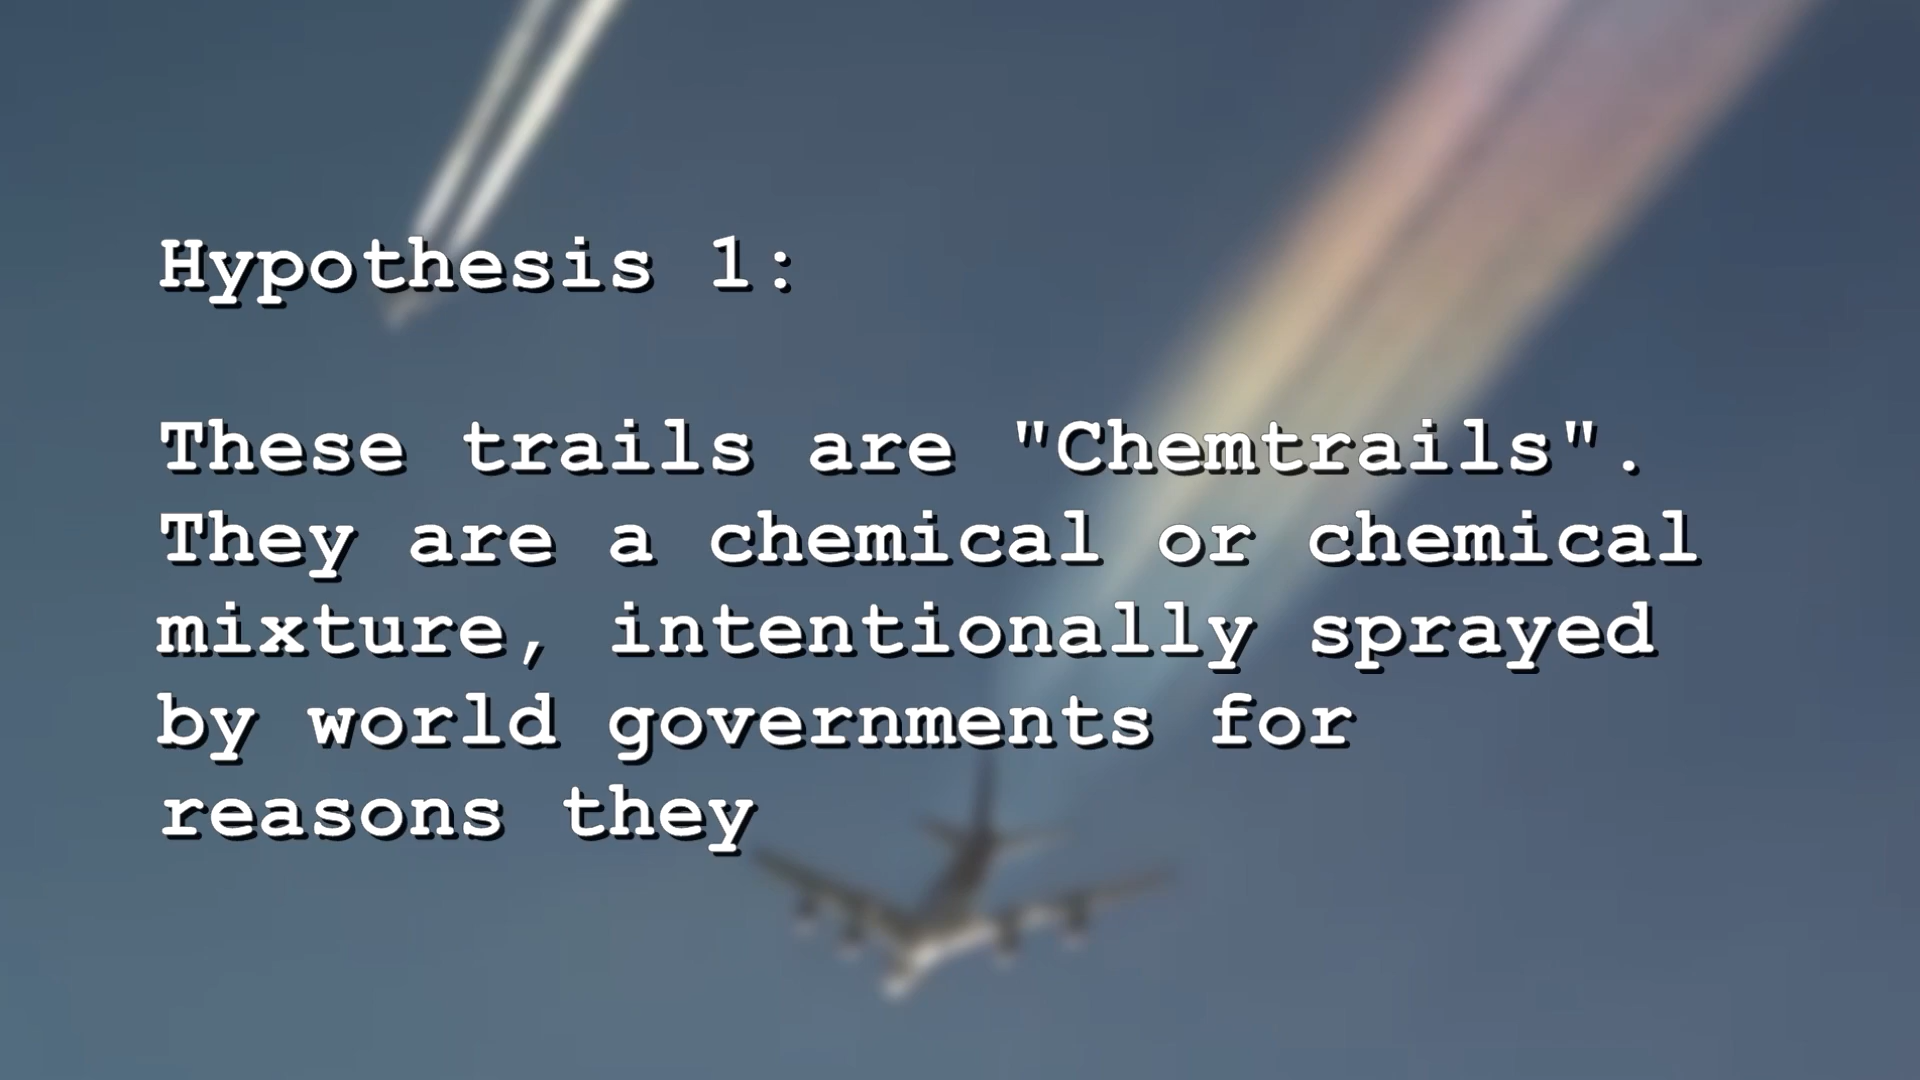 Hypothesis 1:
These trails are "Chemtrails".
They are a chemical or chemical
mixture, intentionally sprayed
by world governments for
reasons they